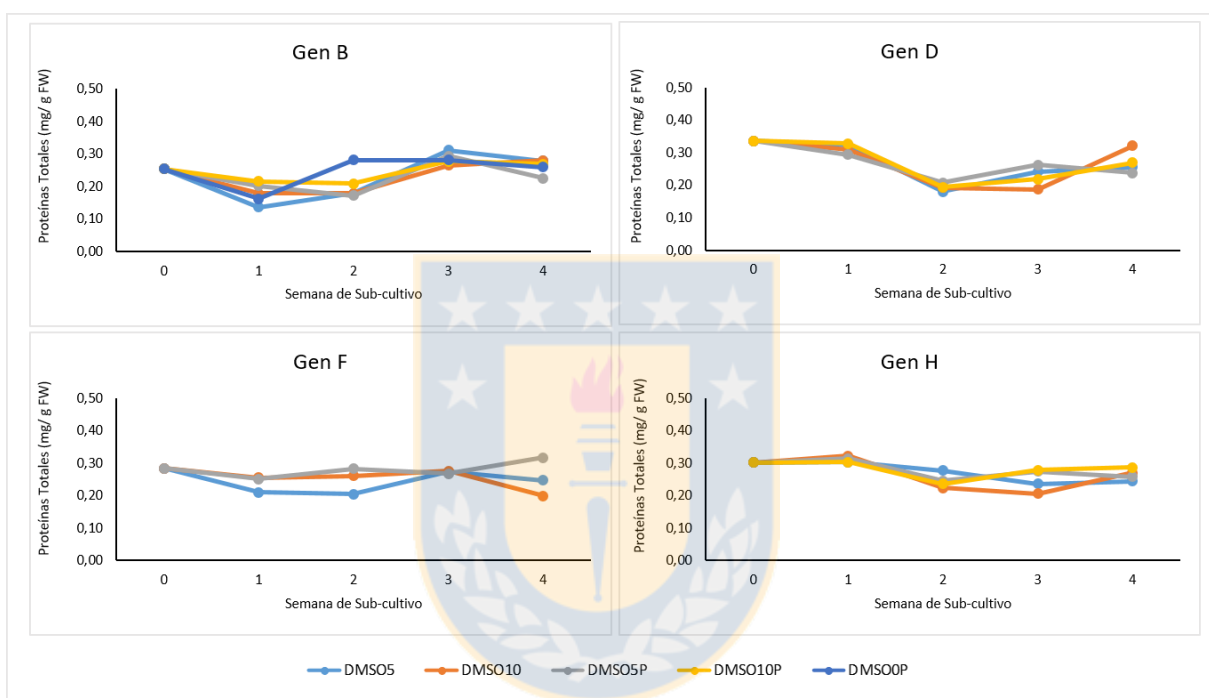 Gen B
Proteínas Totales (mg/ g FW)
0,50
0,40
0,30
0,20
0,10
0,00
0 1 2 3 4
Semana de Sub-cultivo
Gen D
Proteínas Totales (mg/ g FW)
0,50
0,40
0,30
0,20
0,10
0,00
0 1 2 3 4
Semana de Sub-cultivo
Gen F
Proteínas Totales (mg/ g FW)
0,50
0,40
0,30
0,20
0,10
0,00
0 1 2 3 4
Semana de Sub-cultivo
Gen H
Proteínas Totales (mg/ g FW)
0,50
0,40
0,30
0,20
0,10
0,00
0 1 2 3 4
Semana de Sub-cultivo
DMSO5 DMSO10 DMSO5P DMSO10P DMSO0P